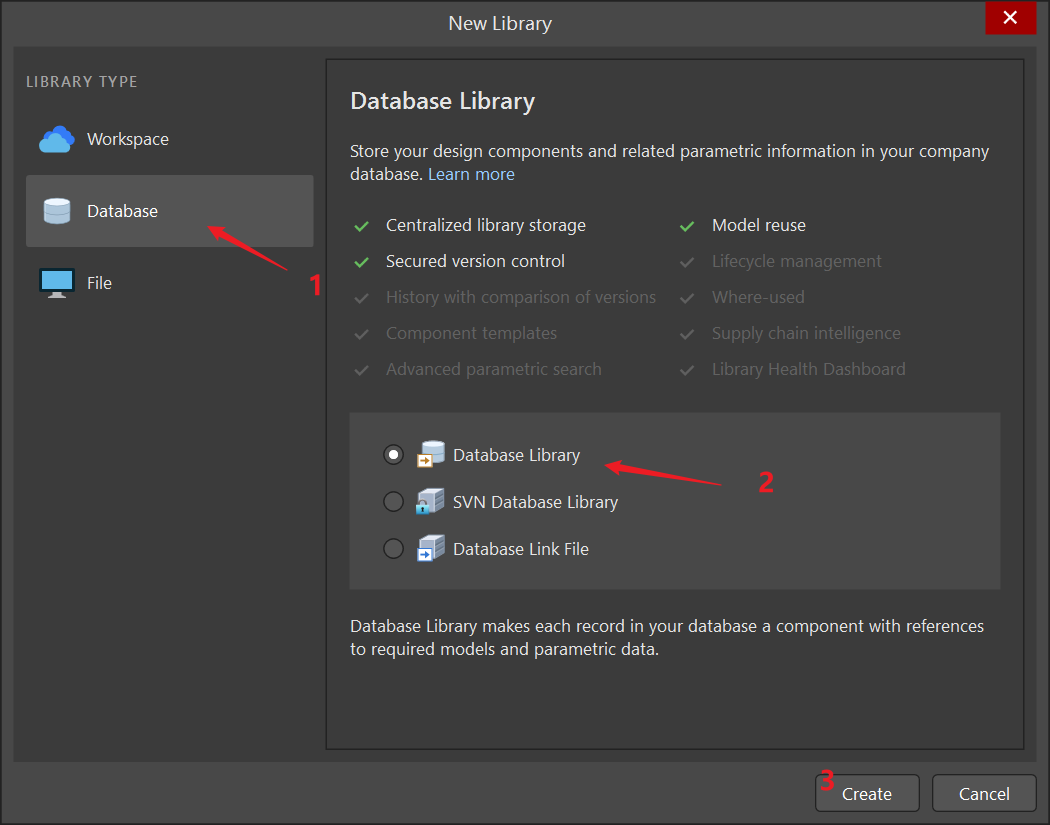 New Library
LIBRARY TYPE
Workspace
Database
1
File
Database Library
Store your design components and related parametric information in your company
database. Learn more
Centralized library storage
Model reuse
Secured version control
Lifecycle management
History with comparison of versions
Where-used
Component templates
Supply chain intelligence
Advanced parametric search
Library Health Dashboard
Database Library
2
SVN Database Library
Database Link File
Database Library makes each record in your database a component with references
to required models and parametric data.
3
Create
Cancel